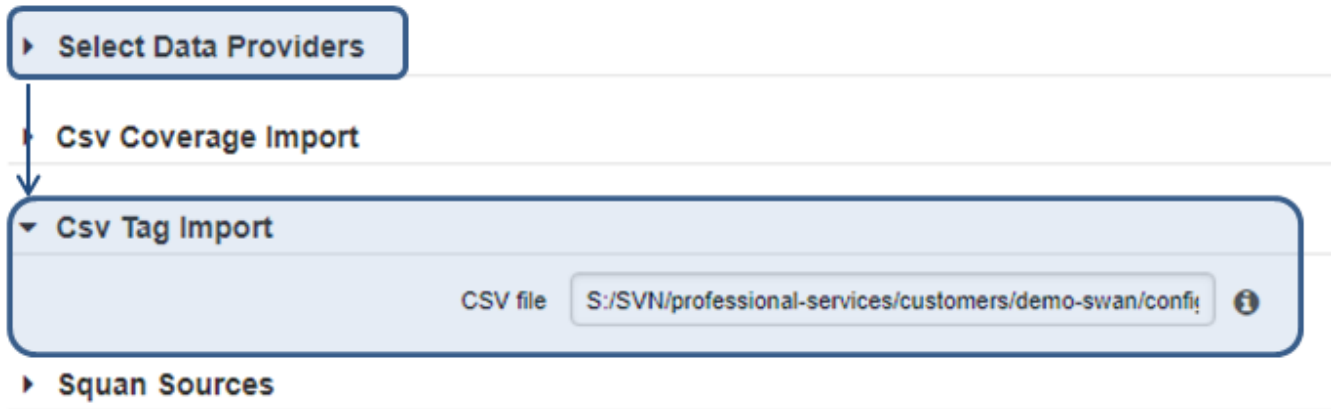 Select Data Providers
Csv Coverage Import
Csv Tag Import
CSV file S:/SVN/professional-services/customers/demo-swan/config
Squan Sources